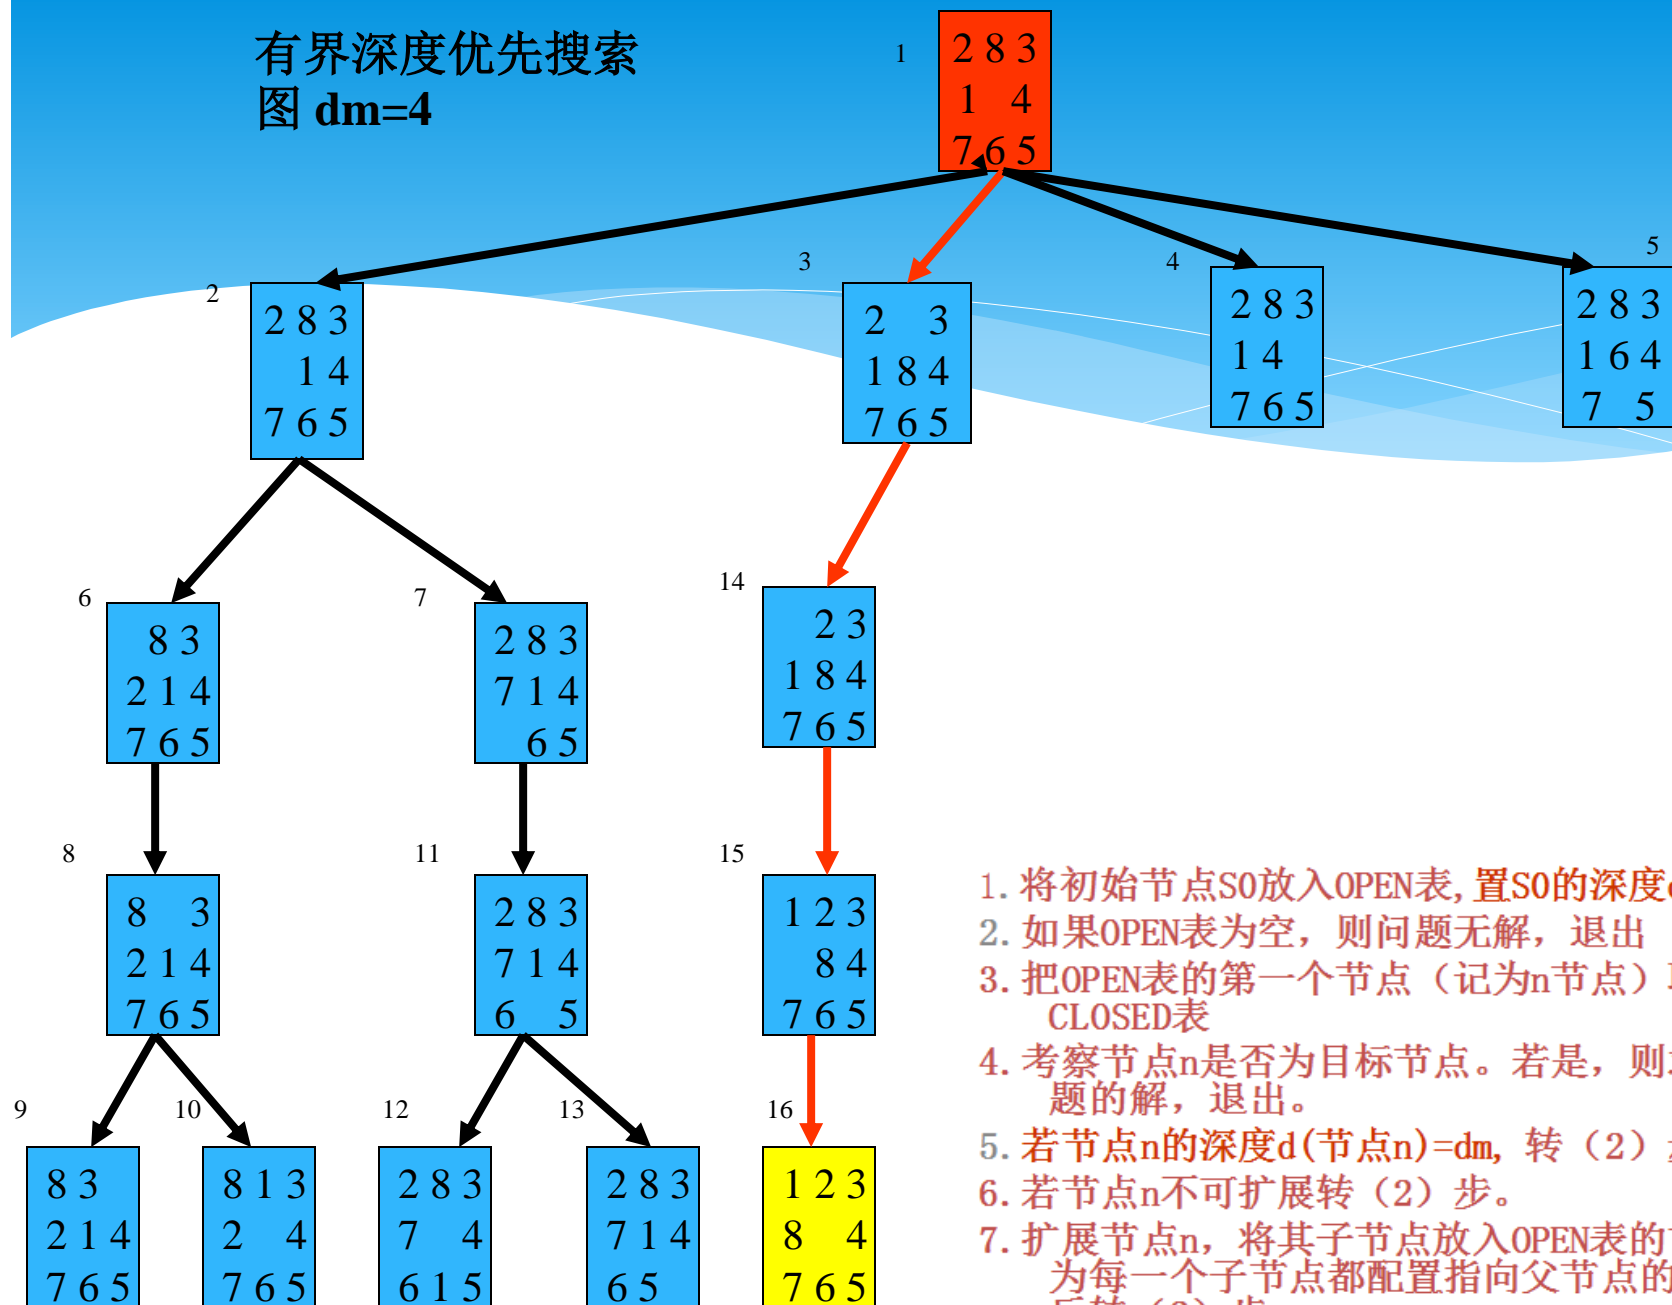 有界深度优先搜索
图 dm=4
1
2 8 3
1 4
7 6 5
2
2 8 3
1 4
7 6 5
3
2 3
1 8 4
7 6 5
4
2 8 3
1 4
7 6 5
5
2 8 3
1 6 4
7 5
6
8 3
2 1 4
7 6 5
7
2 8 3
7 1 4
6 5
14
2 3
1 8 4
7 6 5
8
8 3
2 1 4
7 6 5
11
2 8 3
7 1 4
6 5
15
1 2 3
8 4
7 6 5
9
8 3
2 1 4
7 6 5
10
8 1 3
2 4
7 6 5
12
2 8 3
7 4
6 1 5
13
2 8 3
7 1 4
6 5
16
1 2 3
8 4
7 6 5
1. 将初始节点S0放入OPEN表,置S0的深度
2. 如果OPEN表为空，则问题无解，退出
3. 把OPEN表的第一个节点（记为n节点）
CLOSED表
4. 考察节点n是否为目标节点。若是，则
题的解，退出。
5. 若节点n的深度d(节点n)=dm, 转（2）
6. 若节点n不可扩展转（2）步。
7. 扩展节点n，将其子节点放入OPEN表的
为每一个子节点都配置指向父节点的